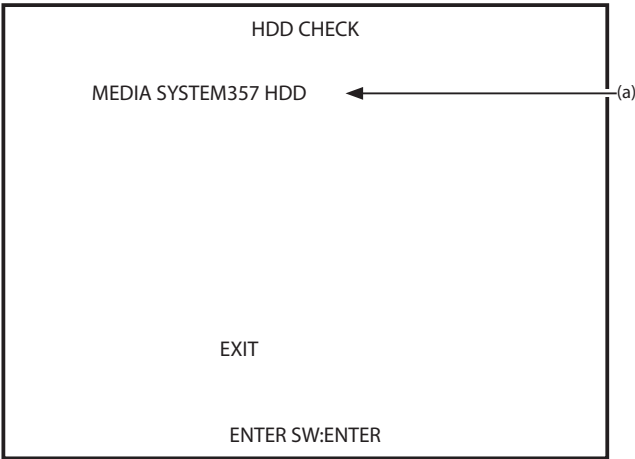 HDD CHECK
MEDIA SYSTEM357 HDD
(a)
EXIT
ENTER SW:ENTER